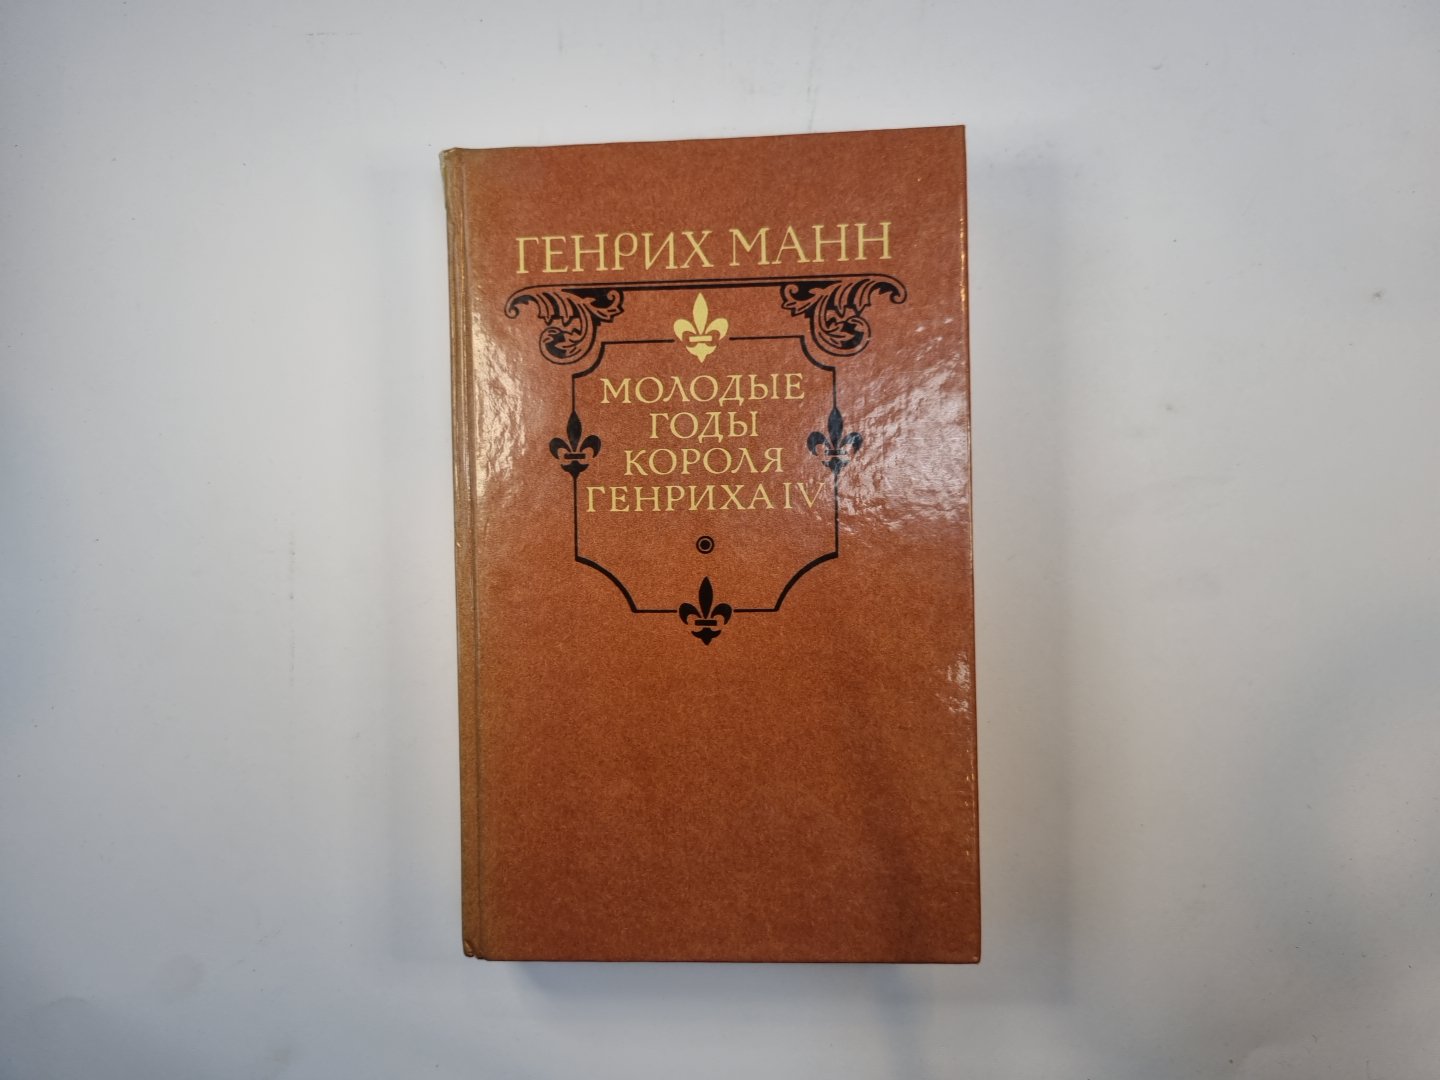 ГЕНРИХ МАНН
МОЛОДЫЕ
ГОДЫ
КОРОЛЯ
ГЕНРИХА IV